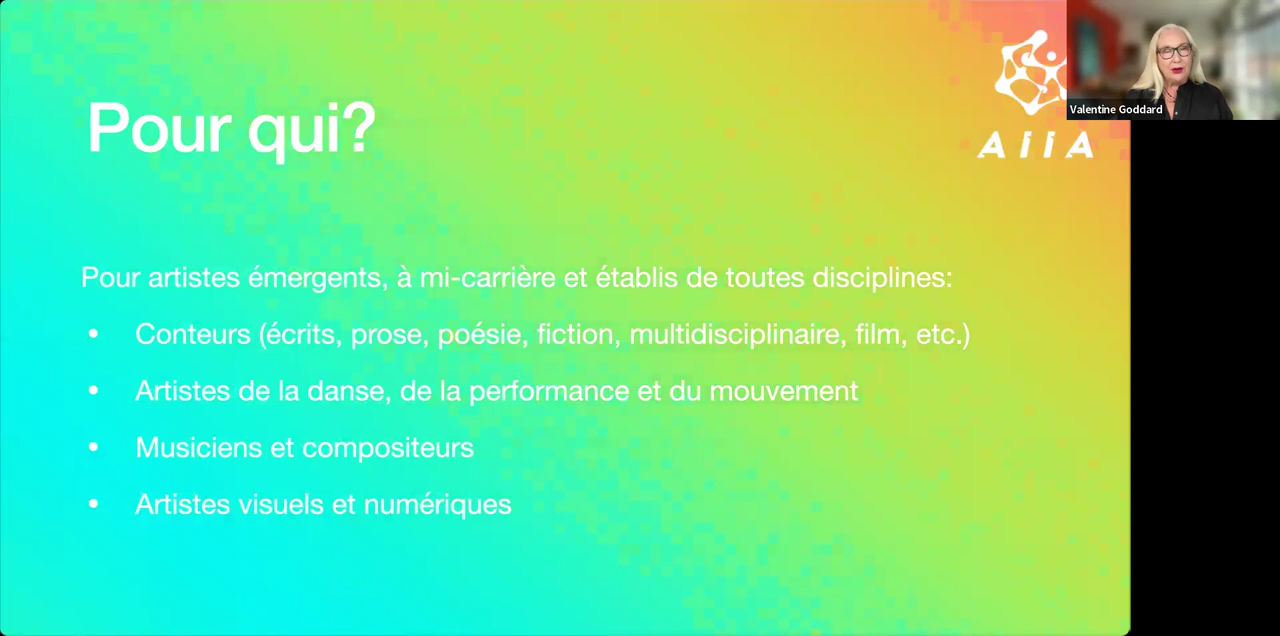 Pour qui?
Valentine Goddard
AiiA
Pour artistes émergents, à mi-carrière et établis de toutes disciplines:
• Conteurs (écrits, prose, poésie, fiction, multidisciplinaire, film, etc.)
• Artistes de la danse, de la performance et du mouvement
• Musiciens et compositeurs
• Artistes visuels et numériques